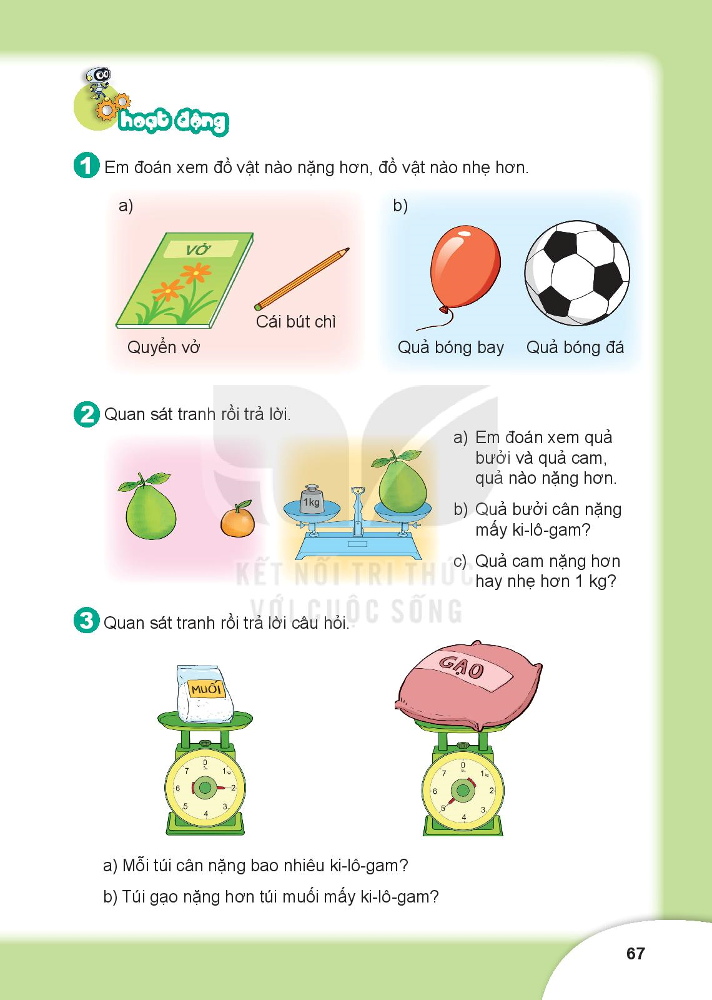 hoạt động
1 Em đoán xem đồ vật nào nặng hơn, đồ vật nào nhẹ hơn.
a)
VỞ
Cái bút chì
Quyển vở
b)
Quả bóng bay Quả bóng đá
2 Quan sát tranh rồi trả lời.
1kg
a) Em đoán xem quả
bưởi và quả cam,
quả nào nặng hơn.
b) Quả bưởi cân nặng
mấy ki-lô-gam?
c) Quả cam nặng hơn
hay nhẹ hơn 1 kg?
KẾT NỐI TRI THỨC
VỚI CUỘC SỐNG
3 Quan sát tranh rồi trả lời câu hỏi.
MUỐI
0
7 1kg
6 2
5 3
4
GẠO
0
7 1kg
6 2
5 3
4
a) Mỗi túi cân nặng bao nhiêu ki-lô-gam?
b) Túi gạo nặng hơn túi muối mấy ki-lô-gam?
67